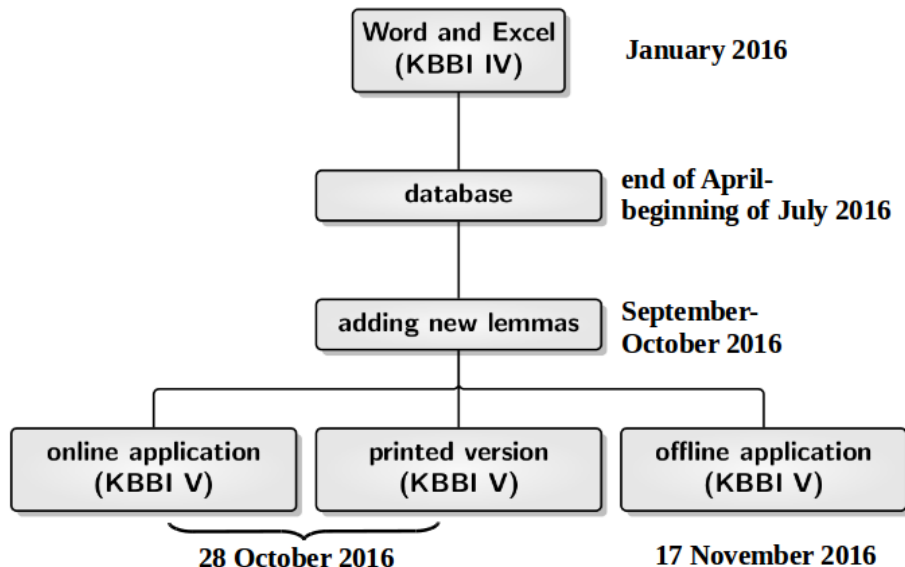 Word and Excel
(KBBI IV)
January 2016
database
end of April-
beginning of July 2016
adding new lemmas
September-
October 2016
online application
(KBBI V)
printed version
(KBBI V)
offline application
(KBBI V)
28 October 2016
17 November 2016